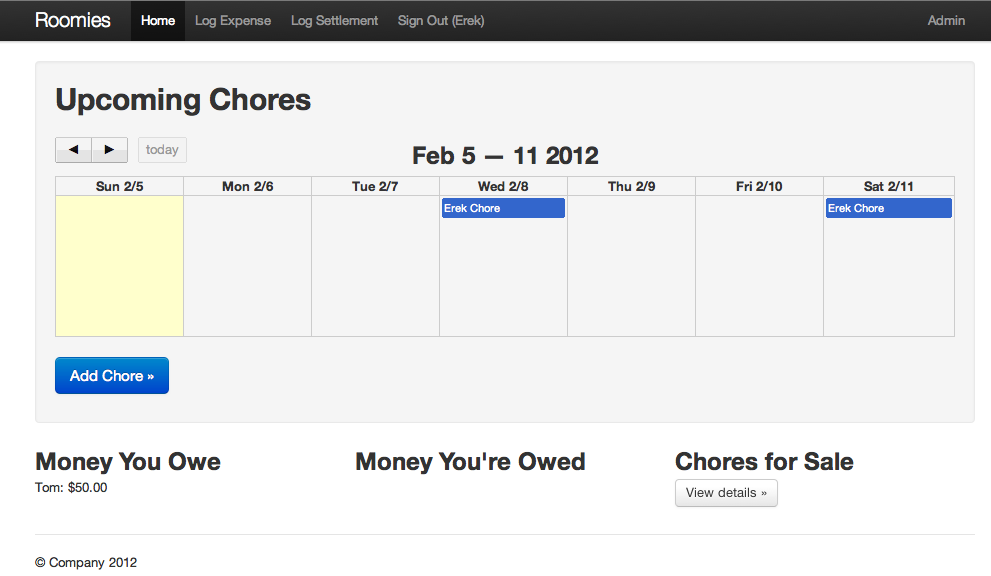 Roomies Home Log Expense Log Settlement Sign Out (Erek) Admin
Upcoming Chores
◀ ▶ today Feb 5 — 11 2012
Sun 2/5 Mon 2/6 Tue 2/7 Wed 2/8 Thu 2/9 Fri 2/10 Sat 2/11
Erek Chore Erek Chore
Add Chore »
Money You Owe Money You're Owed Chores for Sale
Tom: $50.00 View details »
© Company 2012